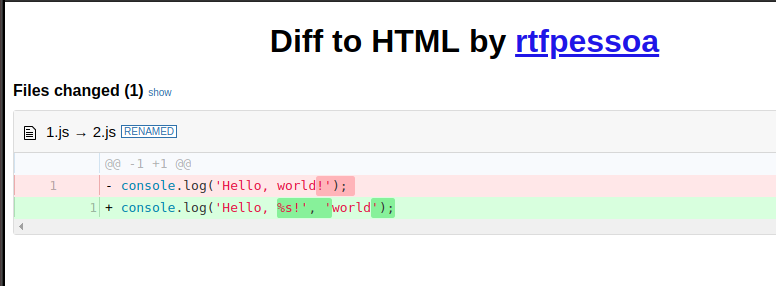 Diff to HTML by rtfpessoa
Files changed (1) show
1.js → 2.js RENAMED
@@ -1 +1 @@
1 - console.log('Hello, world!');
1 + console.log('Hello, %s!', 'world');